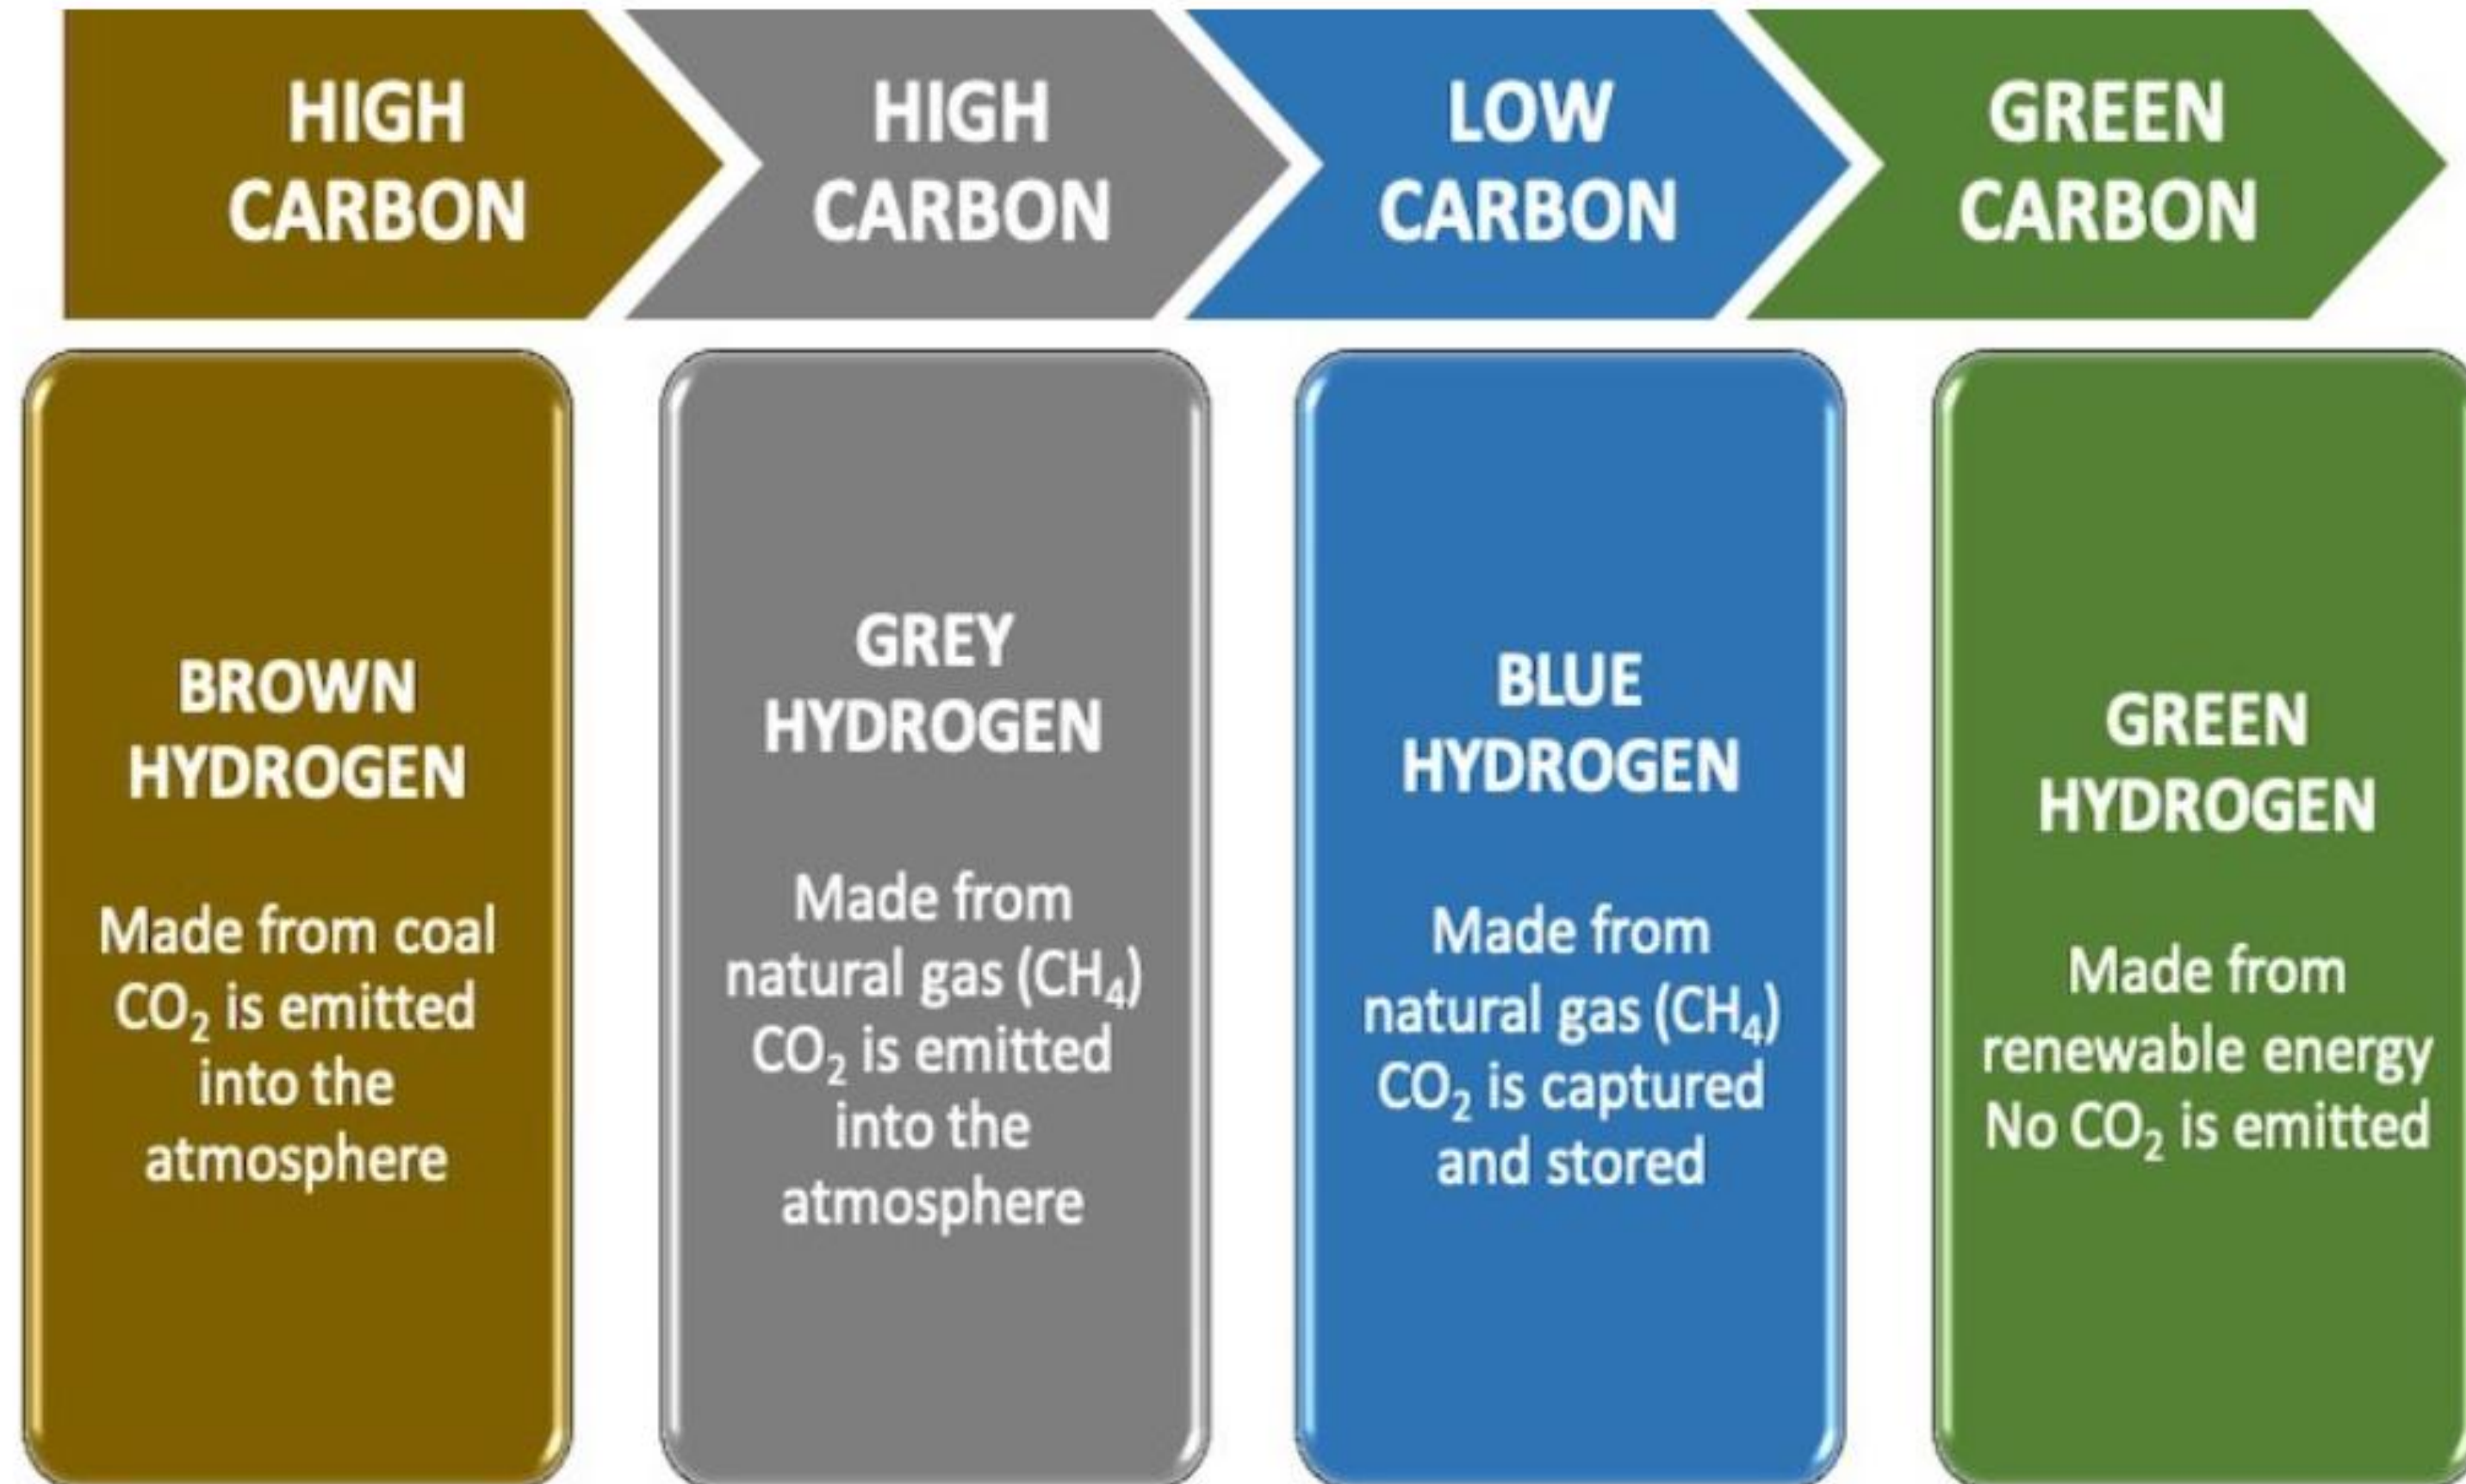 HIGH
CARBON
HIGH
CARBON
LOW
CARBON
GREEN
CARBON
BROWN
HYDROGEN
Made from coal
CO₂ is emitted
into the
atmosphere
GREY
HYDROGEN
Made from
natural gas (CH₄)
CO₂ is emitted
into the
atmosphere
BLUE
HYDROGEN
Made from
natural gas (CH₄)
CO₂ is captured
and stored
GREEN
HYDROGEN
Made from
renewable energy
No CO₂ is emitted